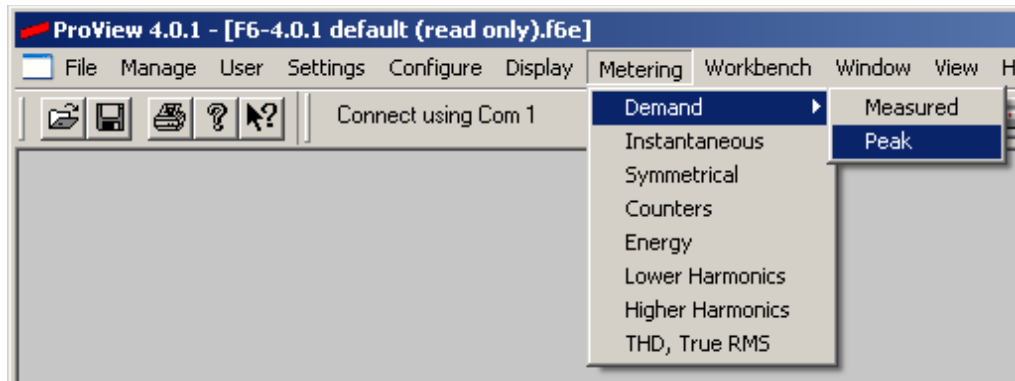 ProView 4.0.1 - [F6-4.0.1 default (read only).f6e]
File Manage User Settings Configure Display Metering Workbench Window View
Connect using Com 1
Demand
Measured
Peak
Instantaneous
Symmetrical
Counters
Energy
Lower Harmonics
Higher Harmonics
THD, True RMS